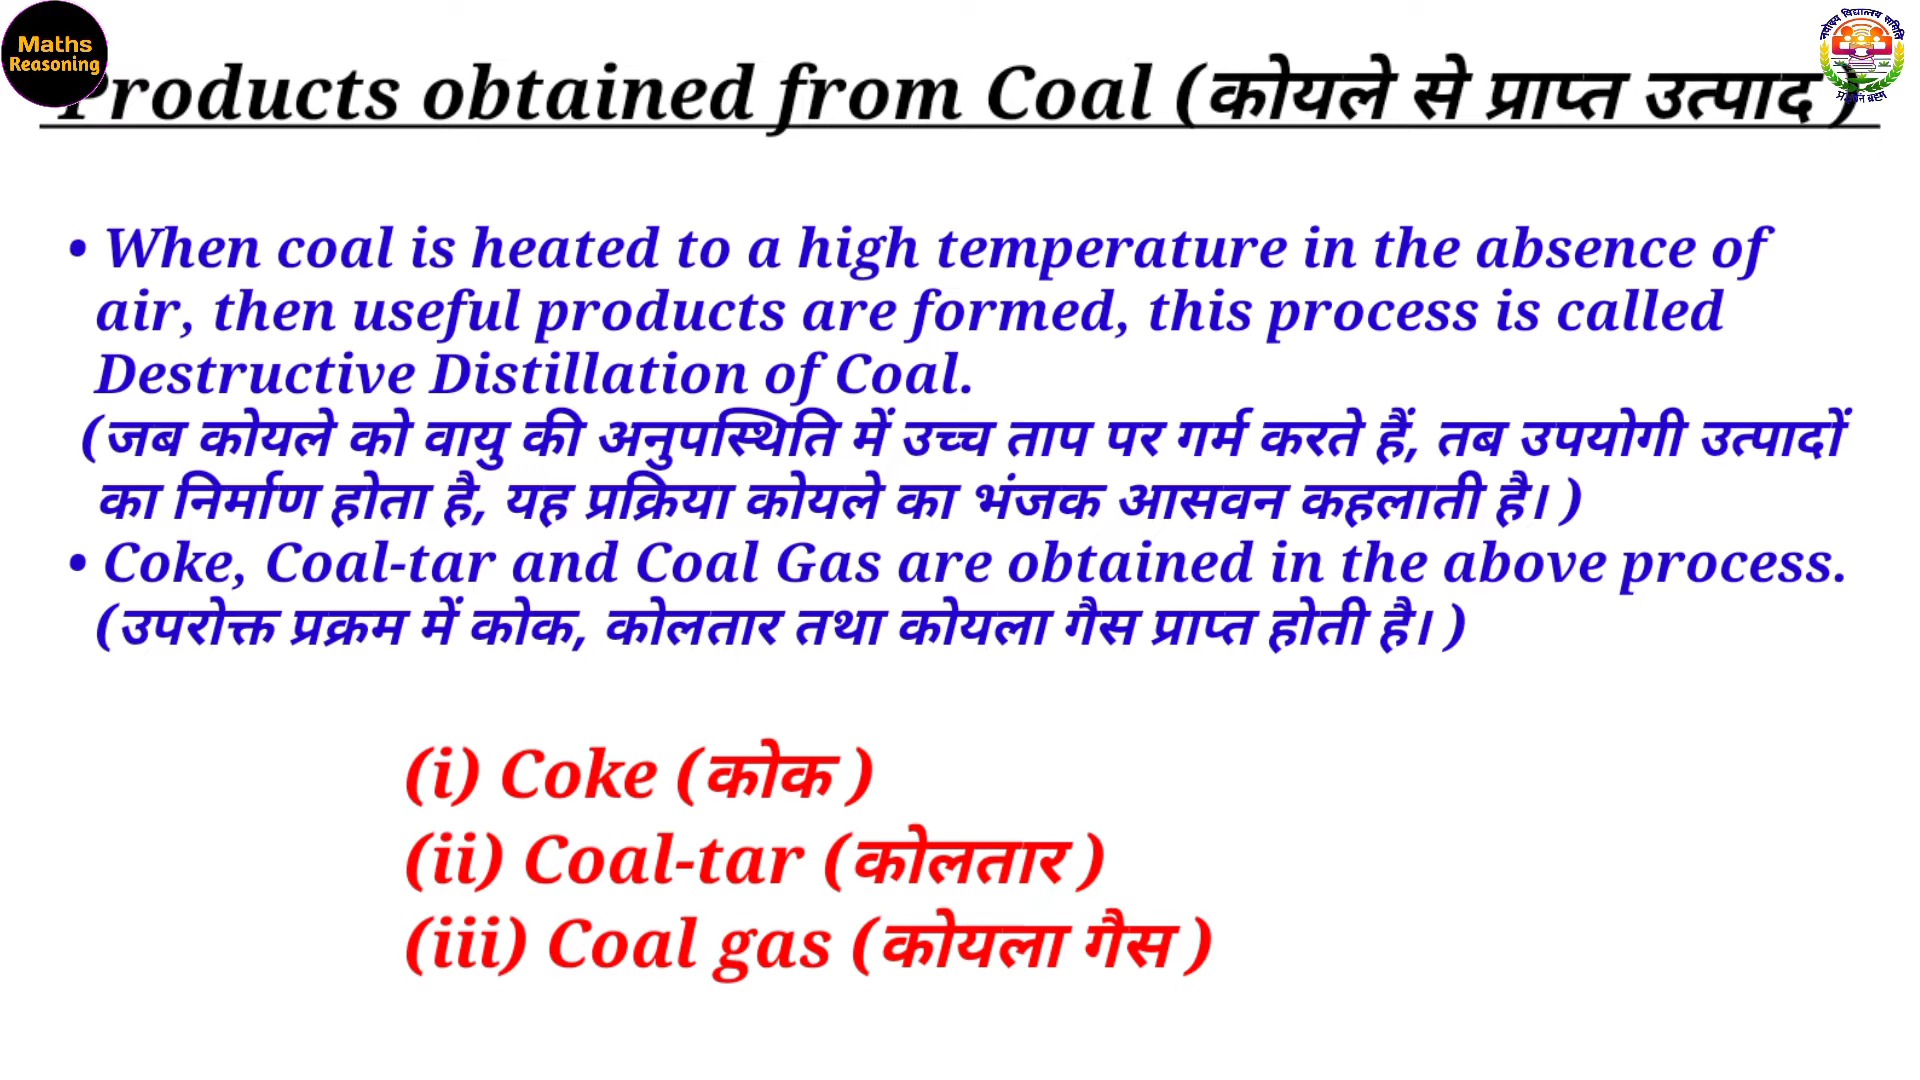 Maths
Reasoning
Products obtained from Coal (कोयले से प्राप्त उत्पाद )
• When coal is heated to a high temperature in the absence of
air, then useful products are formed, this process is called
Destructive Distillation of Coal.
(जब कोयले को वायु की अनुपस्थिति में उच्च ताप पर गर्म करते हैं, तब उपयोगी उत्पादों
का निर्माण होता है, यह प्रक्रिया कोयले का भंजक आसवन कहलाती है। )
• Coke, Coal-tar and Coal Gas are obtained in the above process.
(उपरोक्त प्रक्रम में कोक, कोलतार तथा कोयला गैस प्राप्त होती है। )
(i) Coke (कोक )
(ii) Coal-tar (कोलतार )
(iii) Coal gas (कोयला गैस )
नवोदय विद्यालय समिति